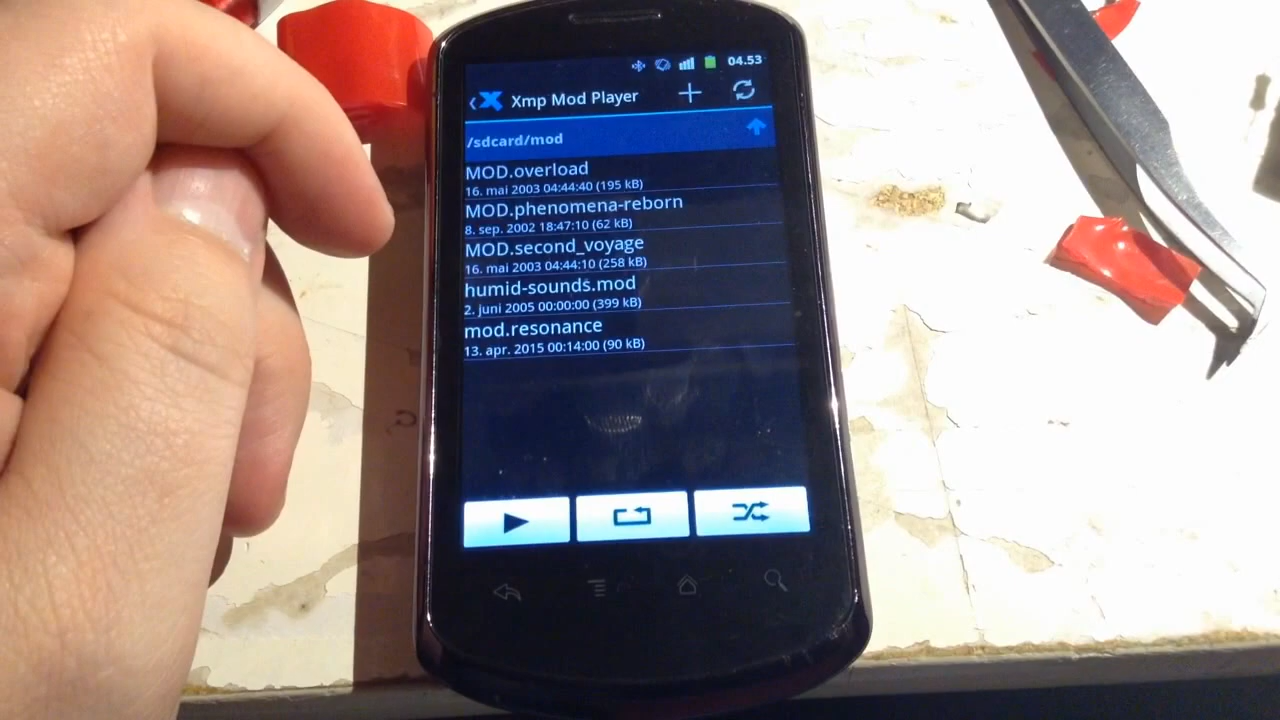 04.53
Xmp Mod Player
/sdcard/mod
MOD.overload
16. mai 2003 04:44:40 (195 kB)
MOD.phenomena-reborn
8. sep. 2002 18:47:10 (62 kB)
MOD.second_voyage
16. mai 2003 04:44:10 (258 kB)
humid-sounds.mod
2. juni 2005 00:00:00 (399 kB)
mod.resonance
13. apr. 2015 00:14:00 (90 kB)